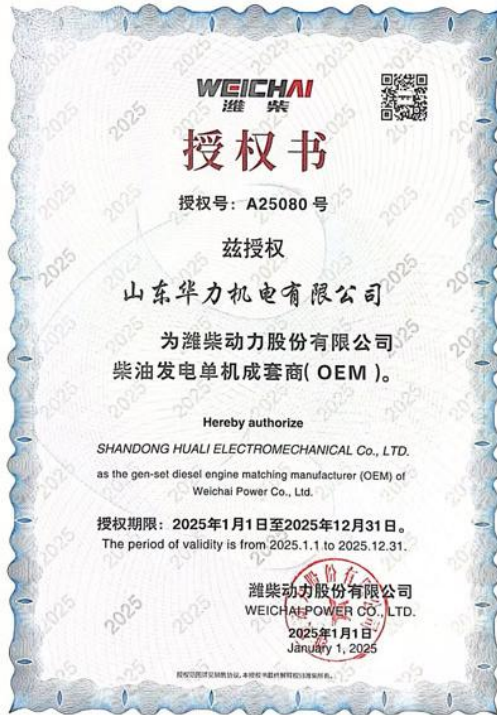 WEICHAI
潍柴
授权书
授权号：A25080 号
兹授权
山东华力机电有限公司
为潍柴动力股份有限公司
柴油发电单机成套商( OEM )。
Hereby authorize
SHANDONG HUALI ELECTROMECHANICAL Co., LTD.
as the gen-set diesel engine matching manufacturer (OEM) of
Weichai Power Co., Ltd.
授权期限：2025年1月1日至2025年12月31日。
The period of validity is from 2025.1.1 to 2025.12.31.
潍柴动力股份有限公司
WEICHAI POWER CO., LTD.
2025年1月1日
January 1, 2025